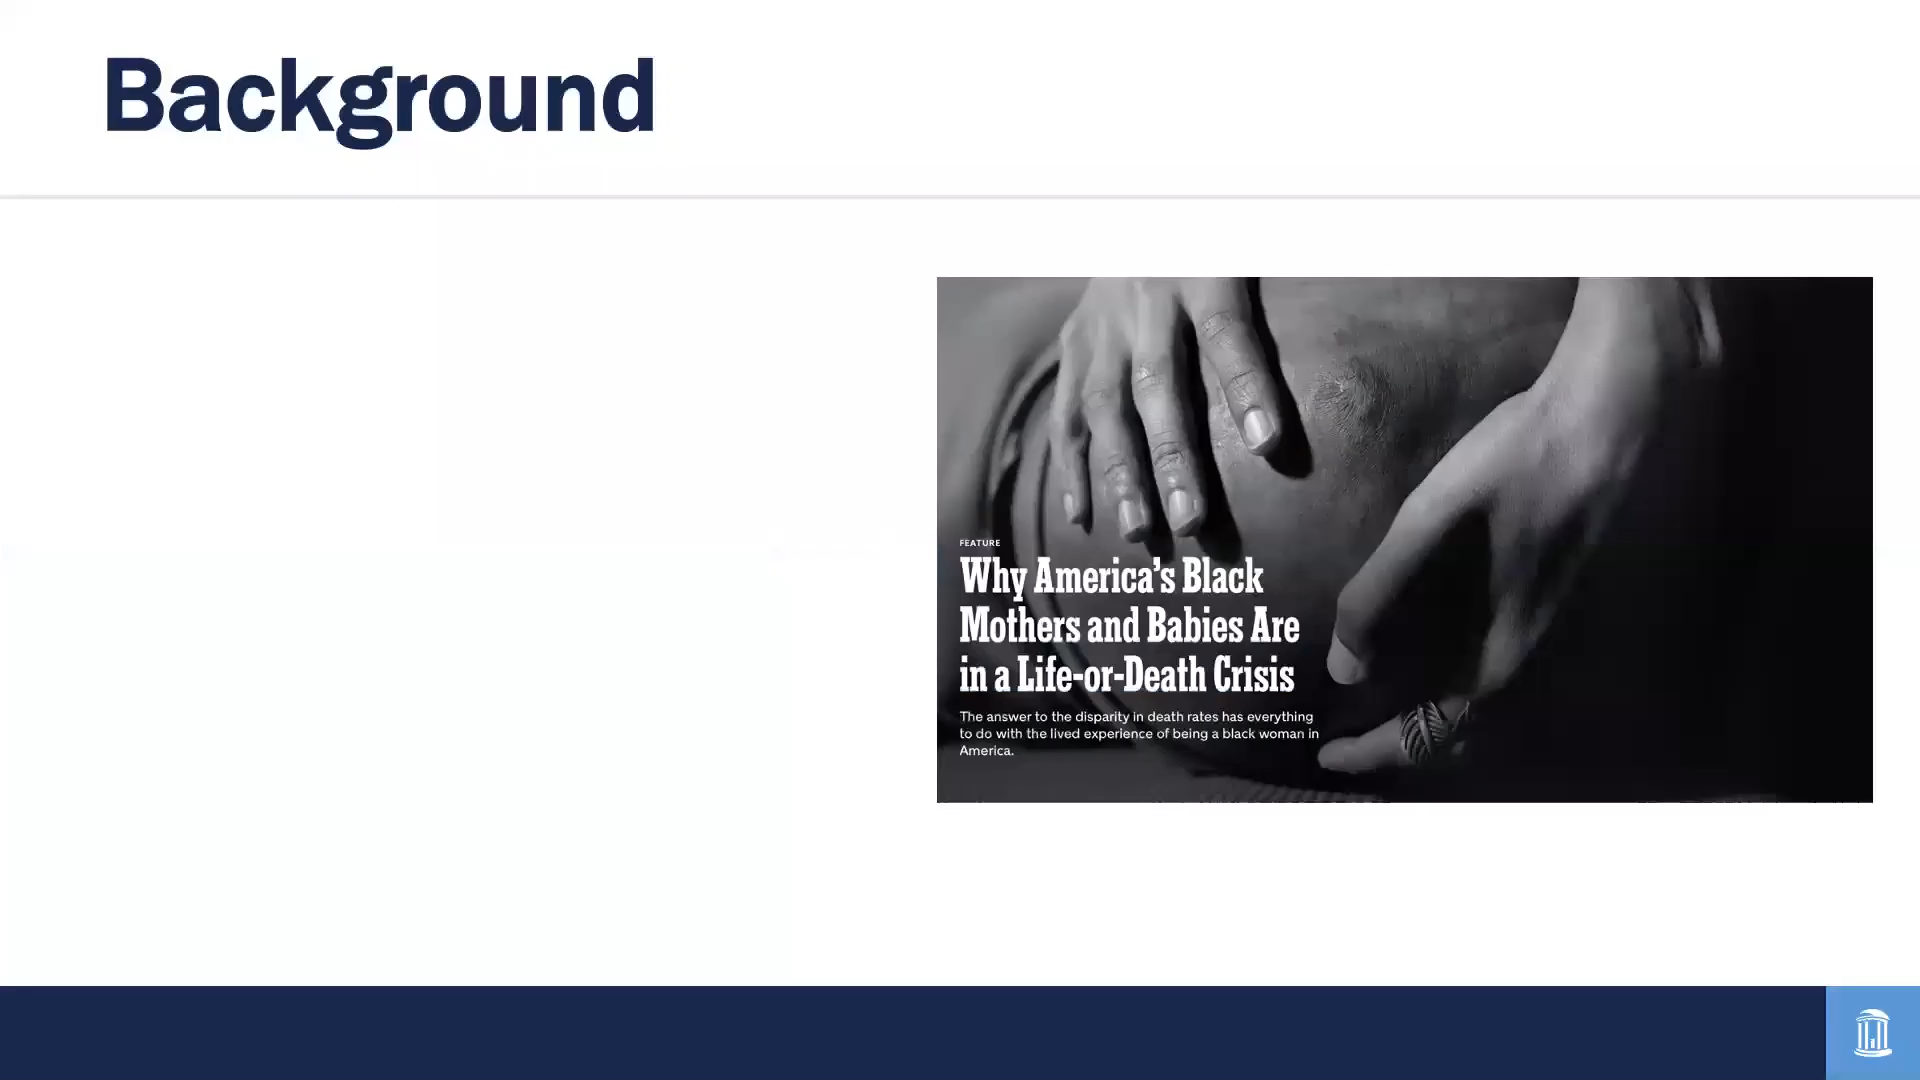 Background
FEATURE
Why America's Black
Mothers and Babies Are
in a Life-or-Death Crisis
The answer to the disparity in death rates has everything
to do with the lived experience of being a black woman in
America.